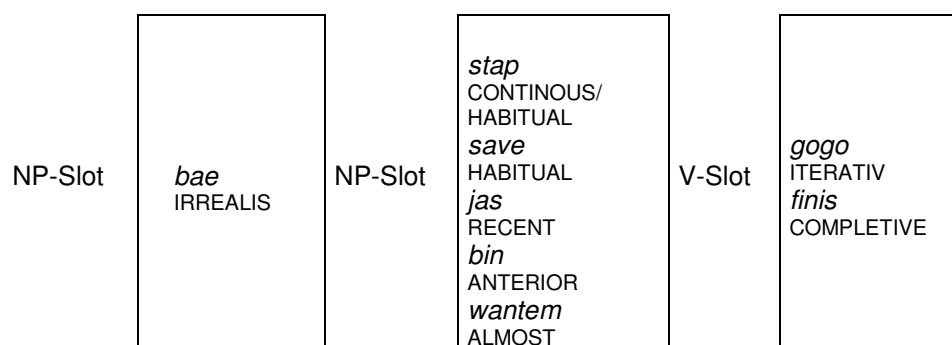 NP-Slot
bae
IRREALIS
NP-Slot
stap
CONTINOUS/
HABITUAL
save
HABITUAL
jas
RECENT
bin
ANTERIOR
wantem
ALMOST
V-Slot
gogo
ITERATIV
finis
COMPLETIVE